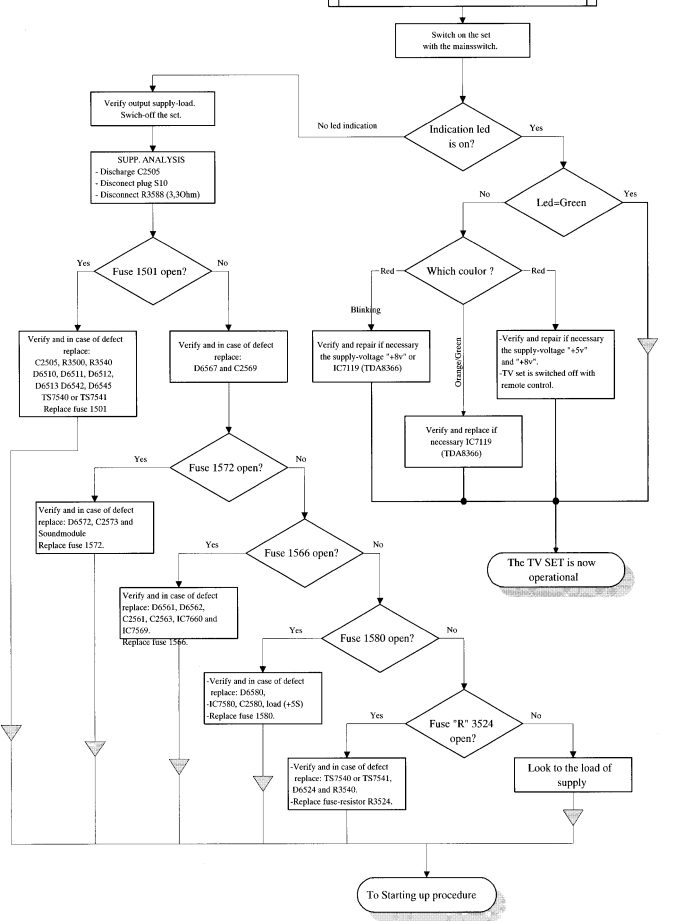 Switch on the set
with the mainsswitch.
Verify output supply-load.
Swich-off the set.
No led indication
Indication led
is on?
Yes
SUPP. ANALYSIS
- Discharge C2505
- Disconect plug S10
- Disconnect R3588 (3,3Ohm)
No
Led=Green
Yes
Yes
Fuse 1501 open?
No
Red
Which coulor ?
Red
Blinking
Orange/Green
Verify and in case of defect
replace:
C2505, R3500, R3540
D6510, D6511, D6512,
D6513 D6542, D6545
TS7540 or TS7541
Replace fuse 1501
Verify and in case of defect
replace:
D6567 and C2569
Verify and repair if necessary
the supply-voltage "+8v" or
IC7119 (TDA8366)
-Verify and repair if necessary
the supply-voltage "+5v"
and "+8v".
-TV set is switched off with
remote control.
Verify and replace if
necessary IC7119
(TDA8366)
Yes
Fuse 1572 open?
No
Verify and in case of defect
replace: D6572, C2573 and
Soundmodule
Replace fuse 1572.
Yes
Fuse 1566 open?
No
The TV SET is now
operational
Verify and in case of defect
replace: D6561, D6562,
C2561, C2563, IC7660 and
IC7569.
Replace fuse 1566.
Yes
Fuse 1580 open?
No
-Verify and in case of defect
replace: D6580,
-IC7580, C2580, load (+5S)
-Replace fuse 1580.
Yes
Fuse "R" 3524
open?
No
-Verify and in case of defect
replace: TS7540 or TS7541,
D6524 and R3540.
-Replace fuse-resistor R3524.
Look to the load of
supply
To Starting up procedure